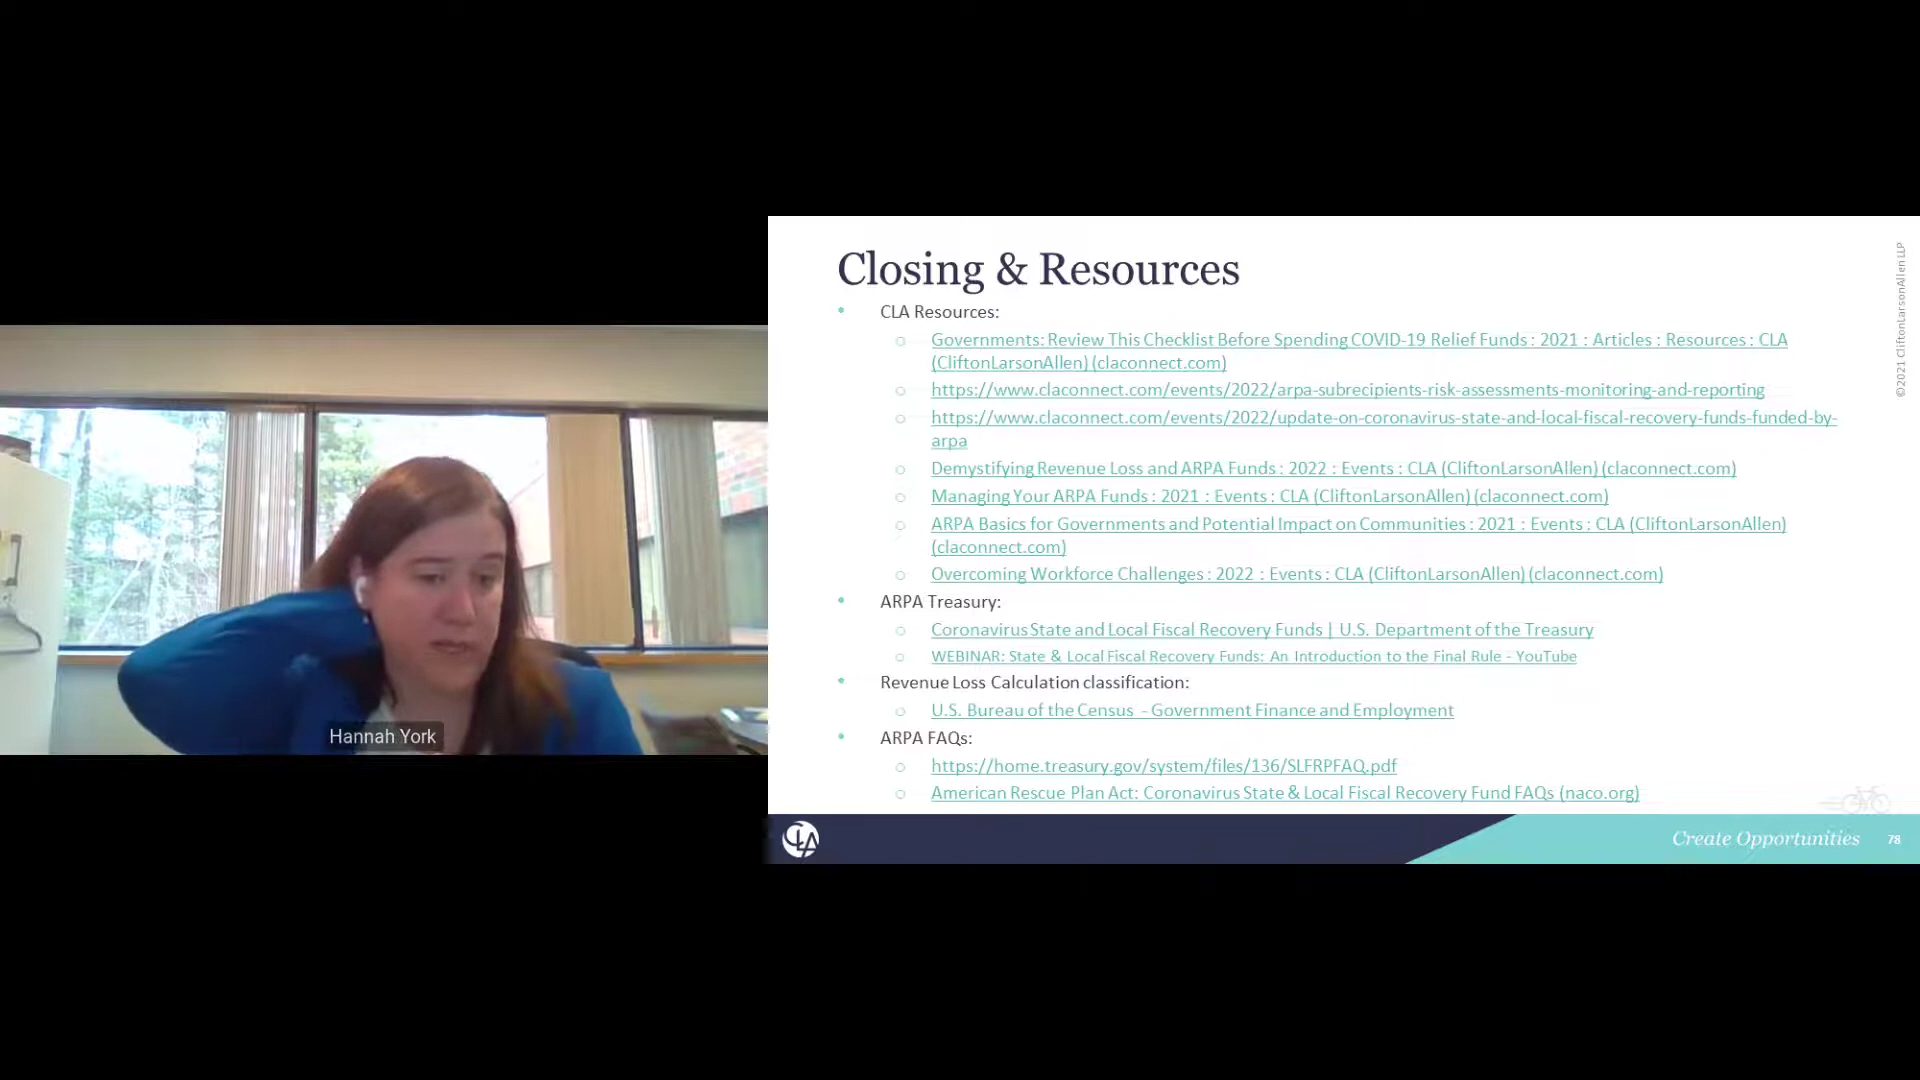 Closing & Resources
CLA Resources:
Governments: Review This Checklist Before Spending COVID-19 Relief Funds : 2021 : Articles : Resources : CLA
(CliftonLarsonAllen) (claconnect.com)
https://www.claconnect.com/events/2022/arpa-subrecipients-risk-assessments-monitoring-and-reporting
https://www.claconnect.com/events/2022/update-on-coronavirus-state-and-local-fiscal-recovery-funds-funded-by-
arpa
Demystifying Revenue Loss and ARPA Funds : 2022 : Events : CLA (CliftonLarsonAllen) (claconnect.com)
Managing Your ARPA Funds : 2021 : Events : CLA (CliftonLarsonAllen) (claconnect.com)
ARPA Basics for Governments and Potential Impact on Communities : 2021 : Events : CLA (CliftonLarsonAllen)
(claconnect.com)
Overcoming Workforce Challenges : 2022 : Events : CLA (CliftonLarsonAllen) (claconnect.com)
ARPA Treasury:
Coronavirus State and Local Fiscal Recovery Funds | U.S. Department of the Treasury
WEBINAR: State & Local Fiscal Recovery Funds: An Introduction to the Final Rule - YouTube
Revenue Loss Calculation classification:
U.S. Bureau of the Census - Government Finance and Employment
ARPA FAQs:
https://home.treasury.gov/system/files/136/SLFRPFAQ.pdf
American Rescue Plan Act: Coronavirus State & Local Fiscal Recovery Fund FAQs (naco.org)
©2021 CliftonLarsonAllen LLP
Hannah York
CLA
Create Opportunities
78